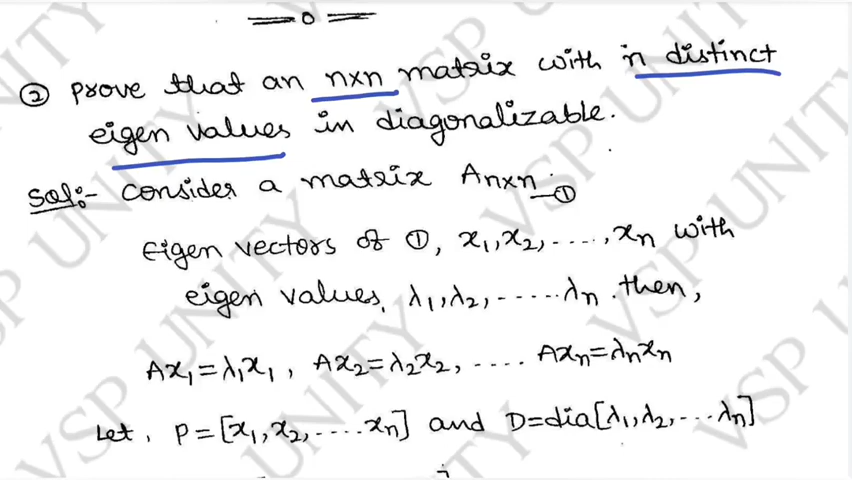 ② prove that an nxn matrix with n distinct
eigen values in diagonalizable.
Sol:- consider a matrix Anxn. —①
Eigen vectors of ①, x₁,x₂,.....,xn with
eigen values, λ₁,λ₂,......λn. then,
Ax₁=λ₁x₁, Ax₂=λ₂x₂, .... Axn=λnxn
Let, P=[x₁,x₂,.....xn] and D=dia[λ₁,λ₂,...λn]
VSP UNITY